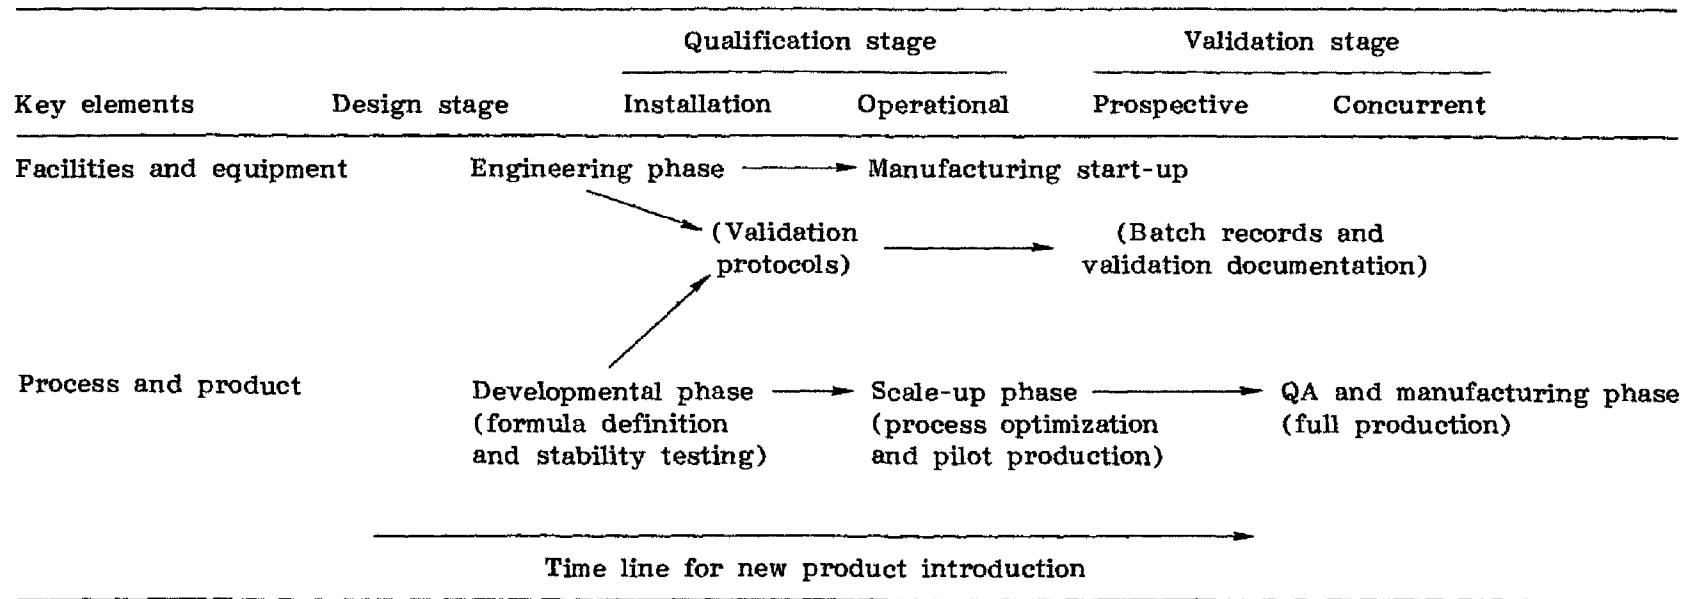 Qualification stage Validation stage
Key elements Design stage Installation Operational Prospective Concurrent
Facilities and equipment Engineering phase Manufacturing start-up
(Validation (Batch records and
protocols) validation documentation)
Process and product Developmental phase Scale-up phase QA and manufacturing phase
(formula definition (process optimization (full production)
and stability testing) and pilot production)
Time line for new product introduction